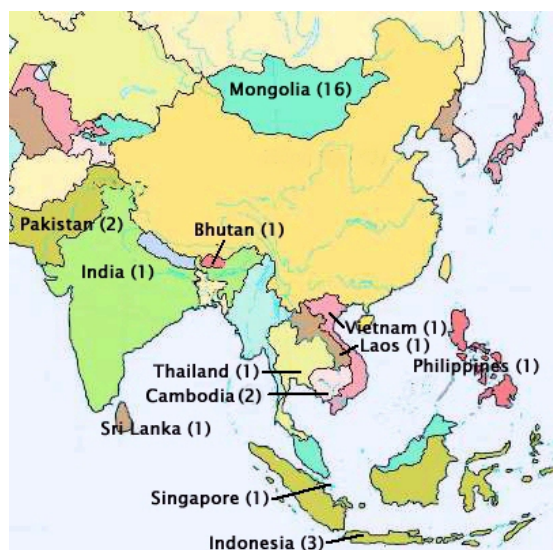 Mongolia (16)
Pakistan (2)
Bhutan (1)
India (1)
Vietnam (1)
Laos (1)
Thailand (1)
Philippines (1)
Cambodia (2)
Sri Lanka (1)
Singapore (1)
Indonesia (3)